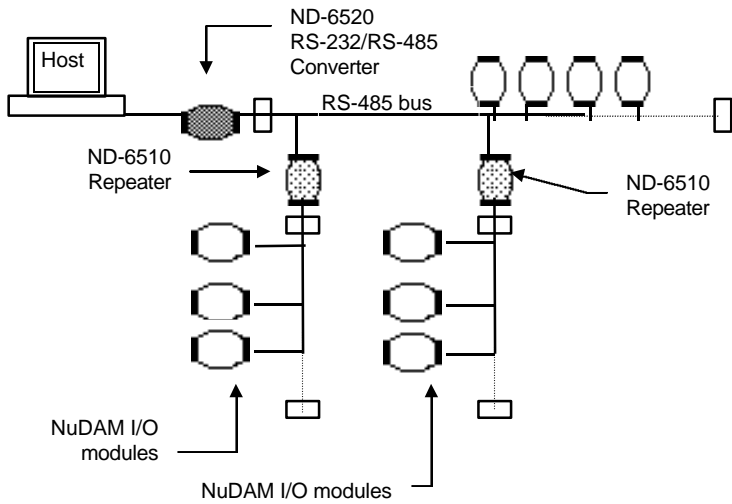 ND-6520
RS-232/RS-485
Converter
Host
RS-485 bus
ND-6510
Repeater
ND-6510
Repeater
NuDAM I/O
modules
NuDAM I/O modules